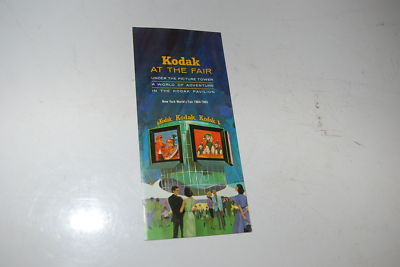 Kodak
AT THE FAIR
UNDER THE PICTURE TOWER
A WORLD OF ADVENTURE
IN THE KODAK PAVILION
New York World's Fair 1964-1965
Kodak Kodak Kodak